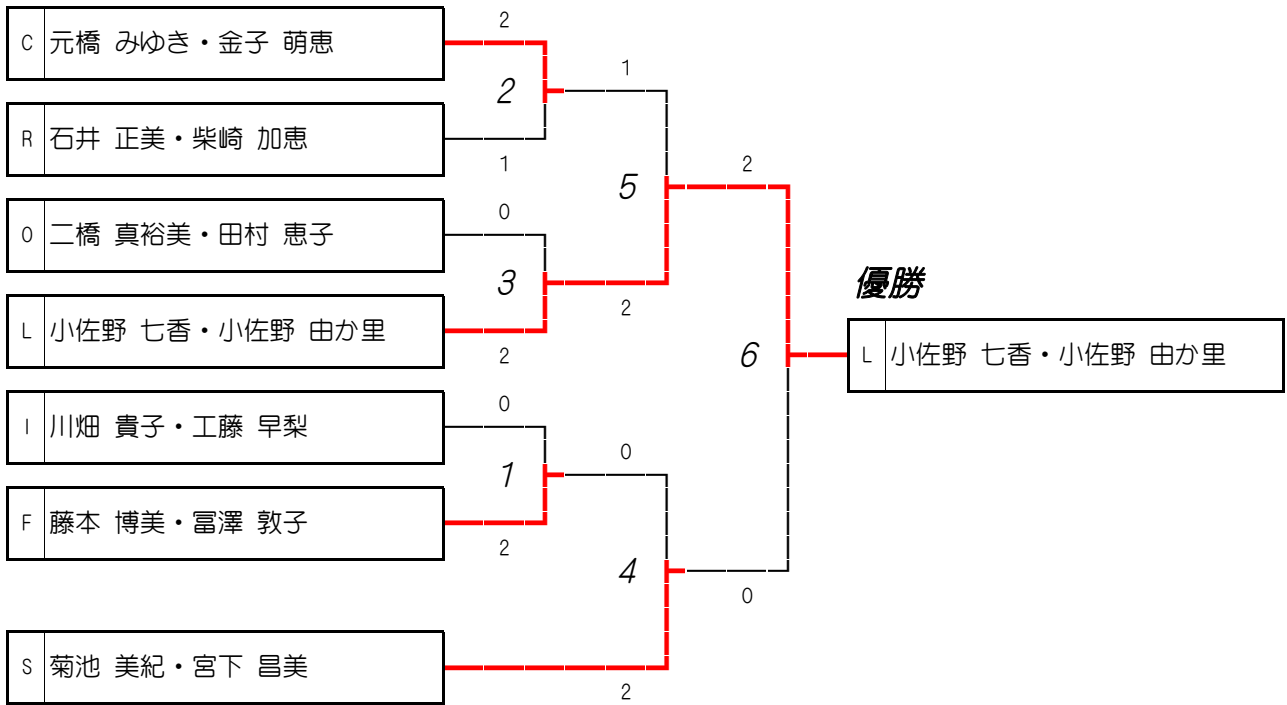 2
C 元橋 みゆき・金子 萌恵
1
2
R 石井 正美・柴崎 加恵
1
2
5
0
O 二橋 真裕美・田村 恵子
3
優勝
2
L 小佐野 七香・小佐野 由か里
6
L 小佐野 七香・小佐野 由か里
2
0
I 川畑 貴子・工藤 早梨
0
1
F 藤本 博美・冨澤 敦子
2
4
0
S 菊池 美紀・宮下 昌美
2